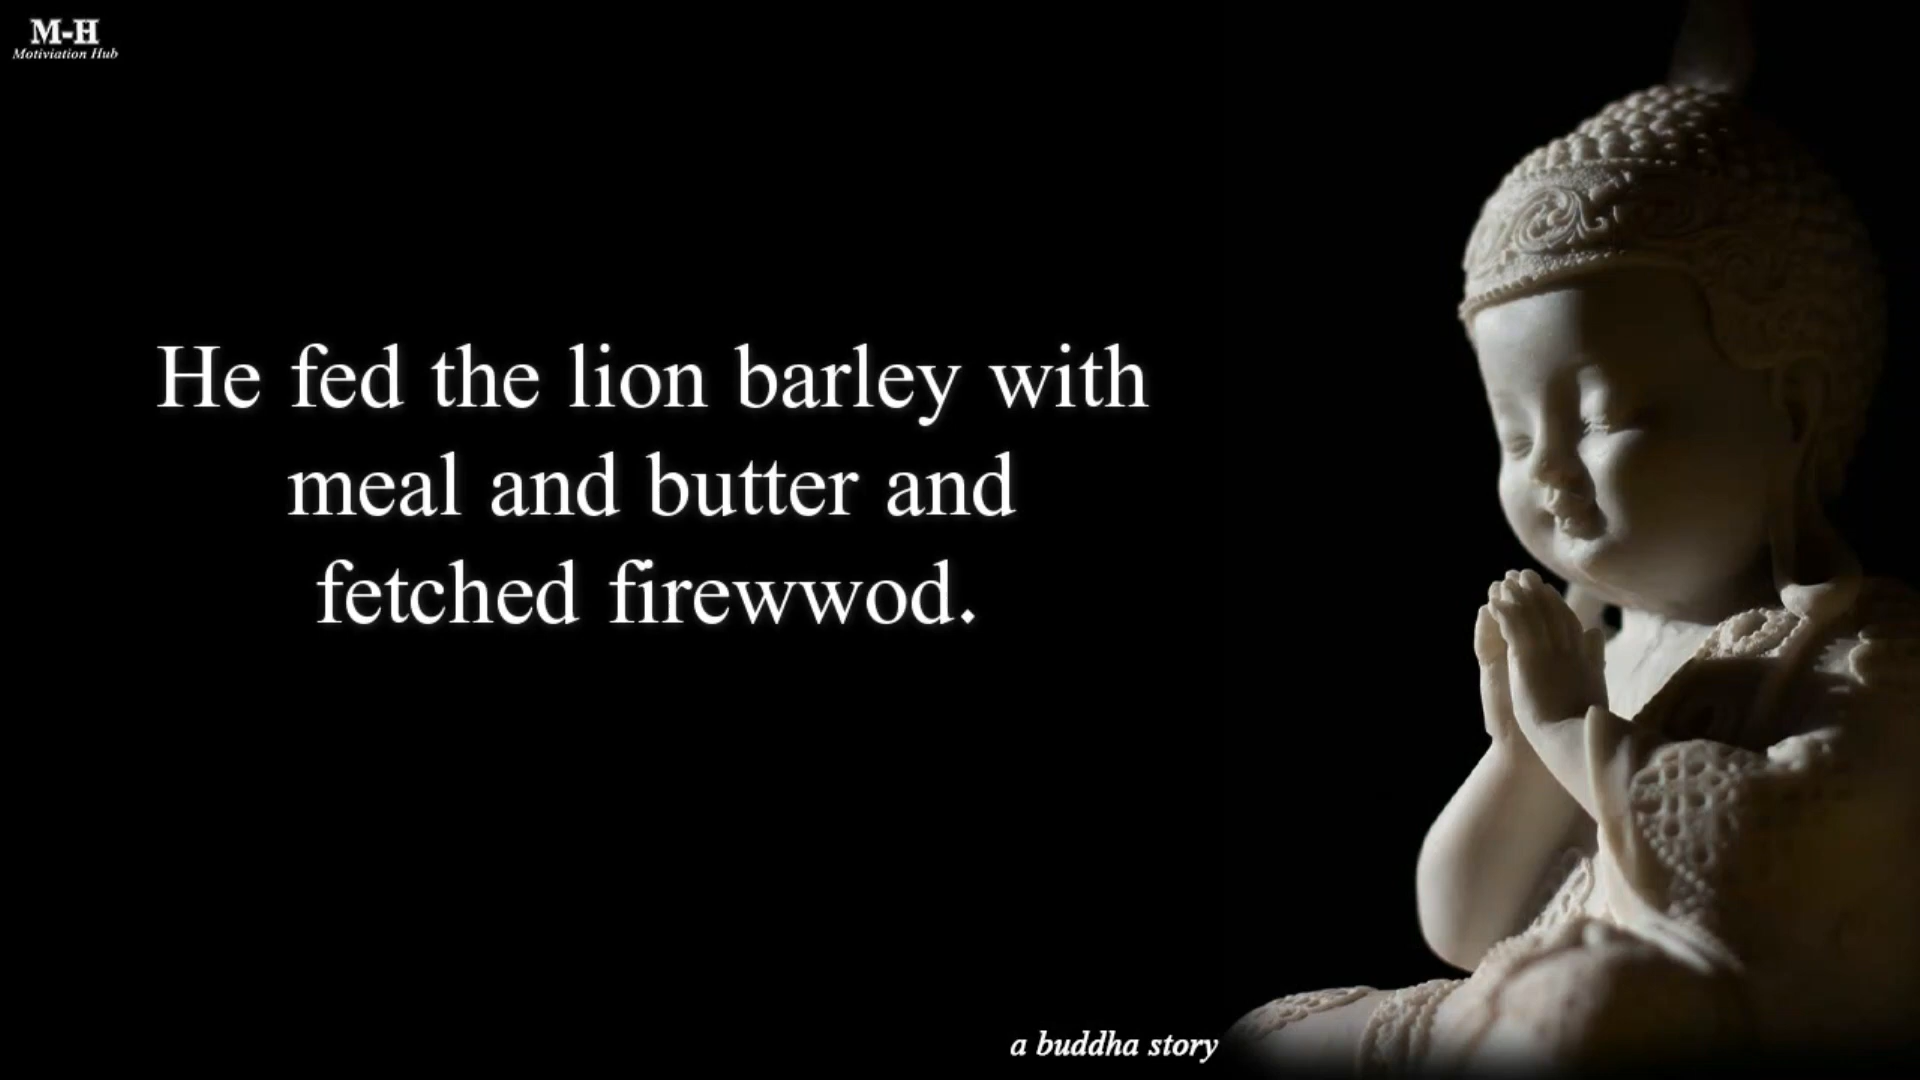 M-H
Motiviation Hub
He fed the lion barley with
meal and butter and
fetched firewwod.
a buddha story